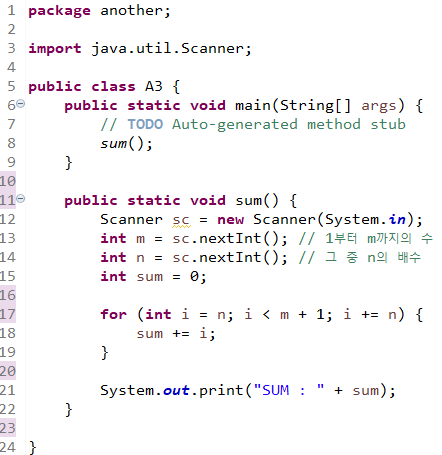 1 package another;
2
3 import java.util.Scanner;
4
5 public class A3 {
6 public static void main(String[] args) {
7 // TODO Auto-generated method stub
8 sum();
9 }
10
11 public static void sum() {
12 Scanner sc = new Scanner(System.in);
13 int m = sc.nextInt(); // 1부터 m까지의 수
14 int n = sc.nextInt(); // 그 중 n의 배수
15 int sum = 0;
16
17 for (int i = n; i < m + 1; i += n) {
18 sum += i;
19 }
20
21 System.out.print("SUM : " + sum);
22 }
23
24 }